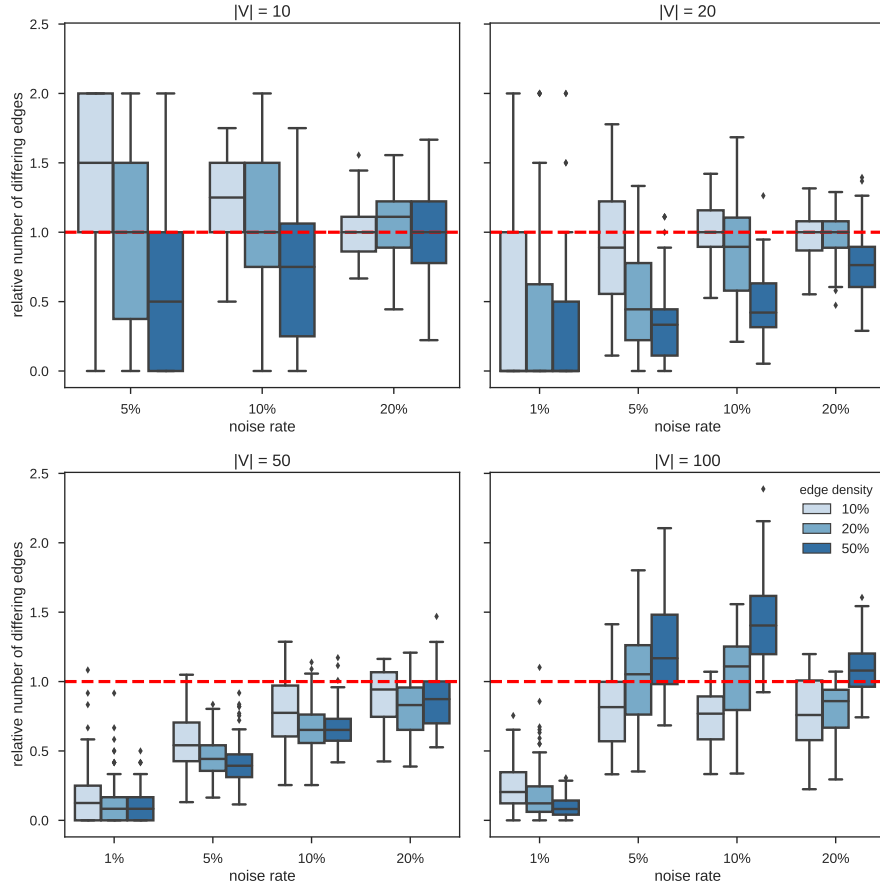 |V| = 10
|V| = 20
2.5
2.0
1.5
1.0
0.5
0.0
relative number of differing edges
5%
10%
20%
noise rate
1%
5%
10%
20%
noise rate
|V| = 50
|V| = 100
2.5
2.0
1.5
1.0
0.5
0.0
relative number of differing edges
edge density
10%
20%
50%
1%
5%
10%
20%
noise rate
1%
5%
10%
20%
noise rate